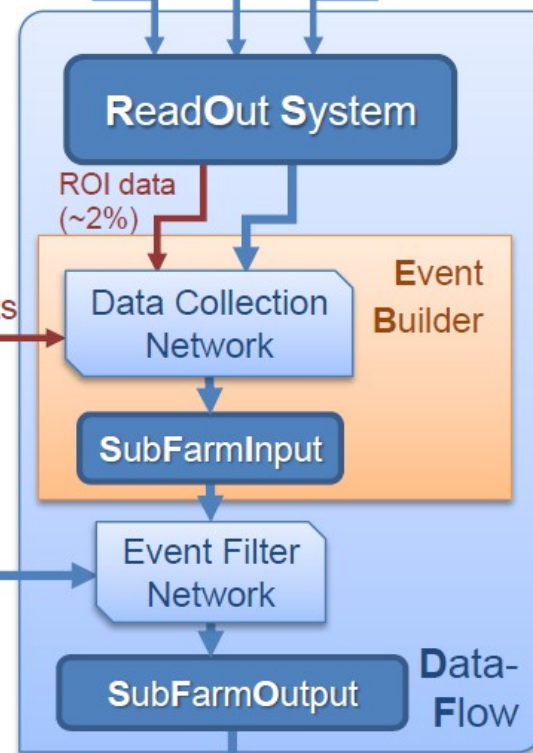 ReadOut System
ROI data
(~2%)
Event
Builder
Data Collection
Network
SubFarmInput
Event Filter
Network
SubFarmOutput
Data-
Flow